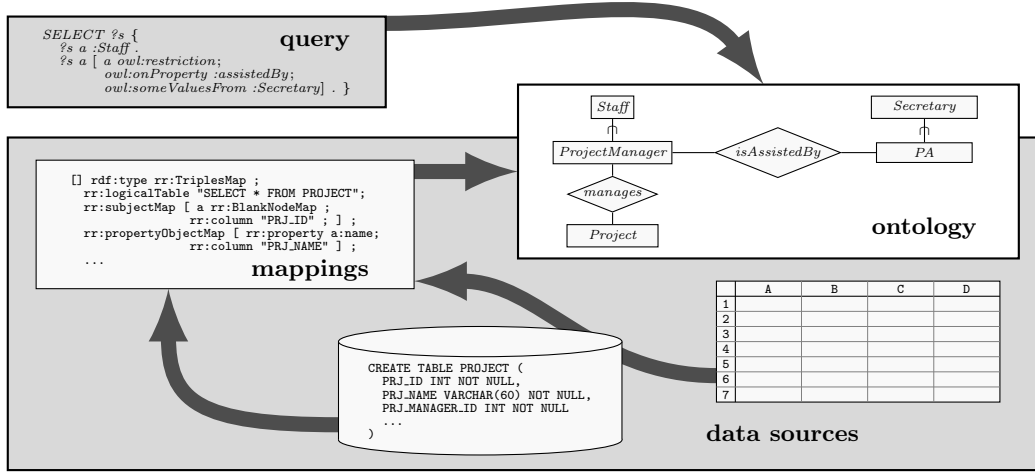 SELECT ?s {
?s a :Staff .
?s a [ a owl:restriction;
owl:onProperty :assistedBy;
owl:someValuesFrom :Secretary] . }
query
Staff
∩
ProjectManager
manages
Project
isAssistedBy
Secretary
∩
PA
ontology
[] rdf:type rr:TriplesMap ;
rr:logicalTable "SELECT * FROM PROJECT";
rr:subjectMap [ a rr:BlankNodeMap ;
rr:column "PRJ_ID" ; ] ;
rr:propertyObjectMap [ rr:property a:name;
rr:column "PRJ_NAME" ] ;
...
mappings
A B C D
1
2
3
4
5
6
7
CREATE TABLE PROJECT (
PRJ_ID INT NOT NULL,
PRJ_NAME VARCHAR(60) NOT NULL,
PRJ_MANAGER_ID INT NOT NULL
...
)
data sources